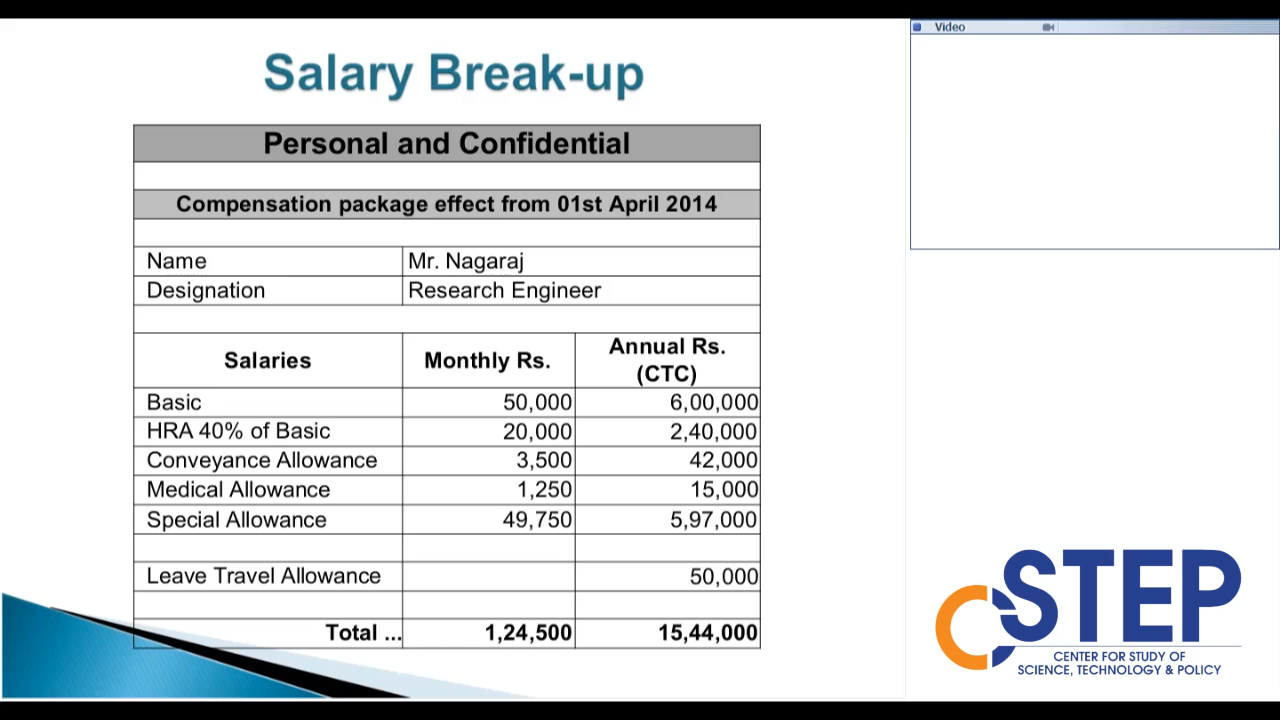 Video
Salary Break-up
Personal and Confidential
Compensation package effect from 01st April 2014
Name Mr. Nagaraj
Designation Research Engineer
Salaries Monthly Rs. Annual Rs. (CTC)
Basic 50,000 6,00,000
HRA 40% of Basic 20,000 2,40,000
Conveyance Allowance 3,500 42,000
Medical Allowance 1,250 15,000
Special Allowance 49,750 5,97,000
Leave Travel Allowance 50,000
Total ... 1,24,500 15,44,000
CSTEP
CENTER FOR STUDY OF
SCIENCE, TECHNOLOGY & POLICY